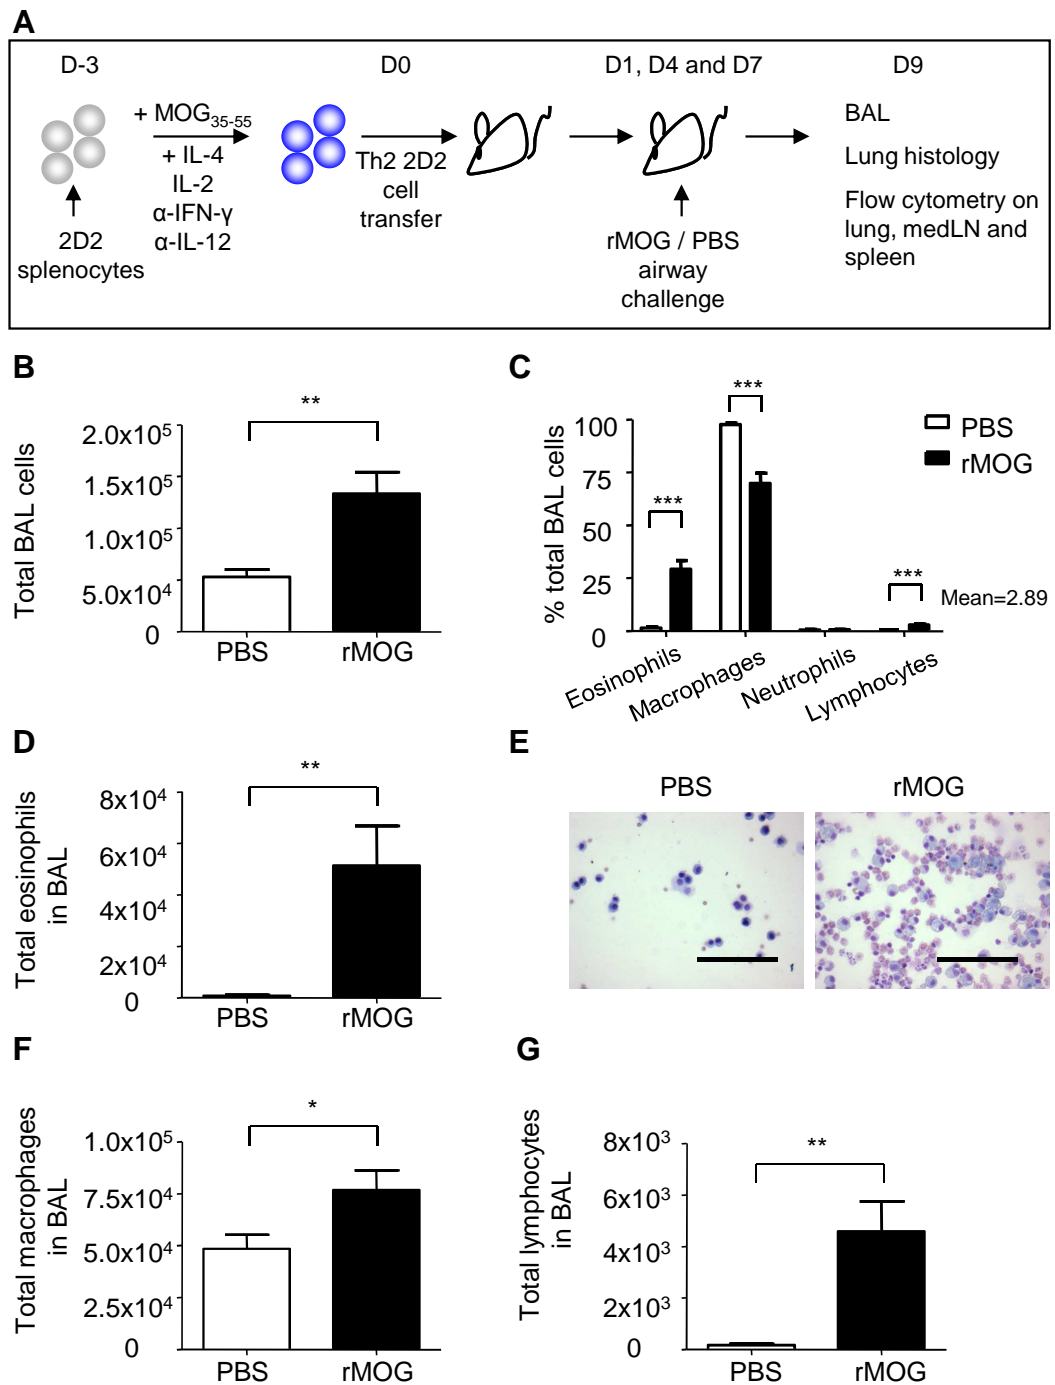 A
D-3
D0
D1, D4 and D7
D9
+ MOG35-55
+ IL-4
IL-2
α-IFN-γ
α-IL-12
2D2
splenocytes
Th2 2D2
cell
transfer
rMOG / PBS
airway
challenge
BAL
Lung histology
Flow cytometry on
lung, medLN and
spleen
B
Total BAL cells
2.0x10⁵
1.5x10⁵
1.0x10⁵
5.0x10⁴
0
**
PBS
rMOG
C
% total BAL cells
100
75
50
25
0
***
***
***
Mean=2.89
PBS
rMOG
Eosinophils
Macrophages
Neutrophils
Lymphocytes
D
Total eosinophils
in BAL
8x10⁴
6x10⁴
4x10⁴
2x10⁴
0
**
PBS
rMOG
E
PBS
rMOG
F
Total macrophages
in BAL
1.0x10⁵
7.5x10⁴
5.0x10⁴
2.5x10⁴
0
*
PBS
rMOG
G
Total lymphocytes
in BAL
8x10³
6x10³
4x10³
2x10³
0
**
PBS
rMOG